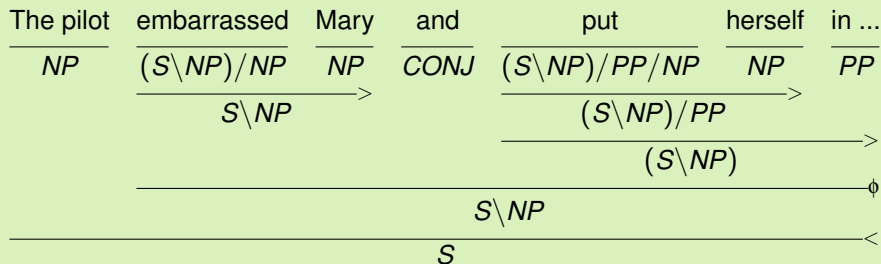 The pilot embarrassed Mary and put herself in ...
NP (S\NP)/NP NP CONJ (S\NP)/PP/NP NP PP
> >
S\NP (S\NP)/PP
>
(S\NP)
ϕ
S\NP
<
S